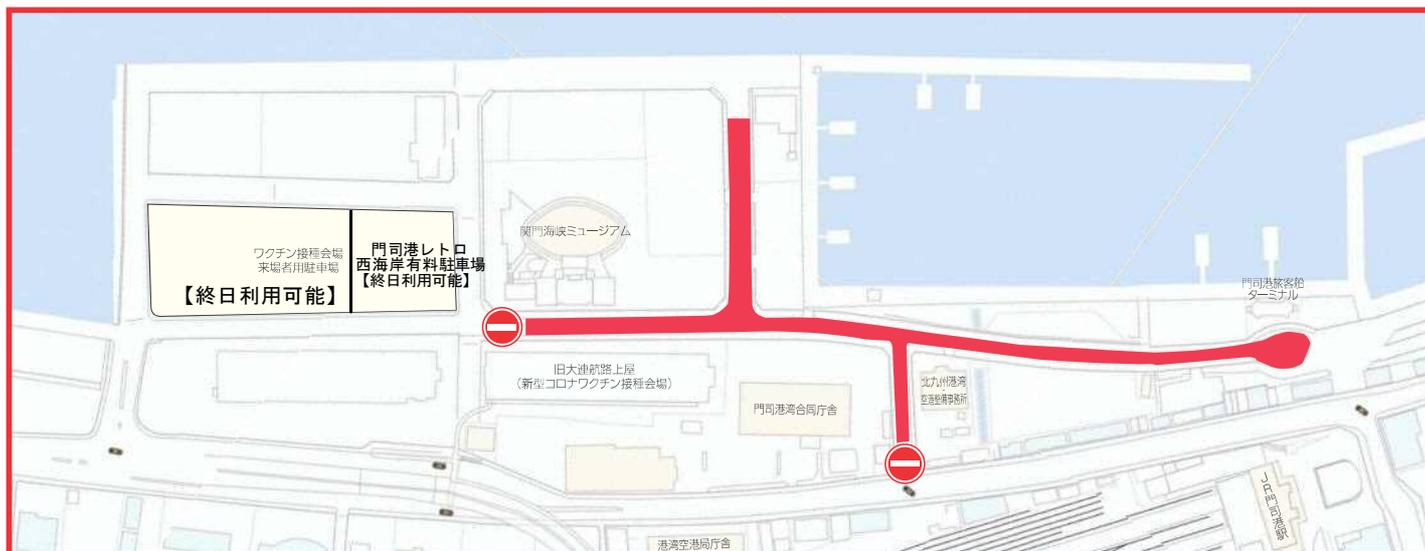 関門海峡ミュージアム
ワクチン接種会場
来場者用駐車場
【終日利用可能】
門司港レトロ
西海岸有料駐車場
【終日利用可能】
門司港旅客船
ターミナル
旧大連航路上屋
（新型コロナワクチン接種会場）
門司港湾合同庁舎
北九州港湾
空港整備事務所
JR門司港駅
港湾空港局庁舎